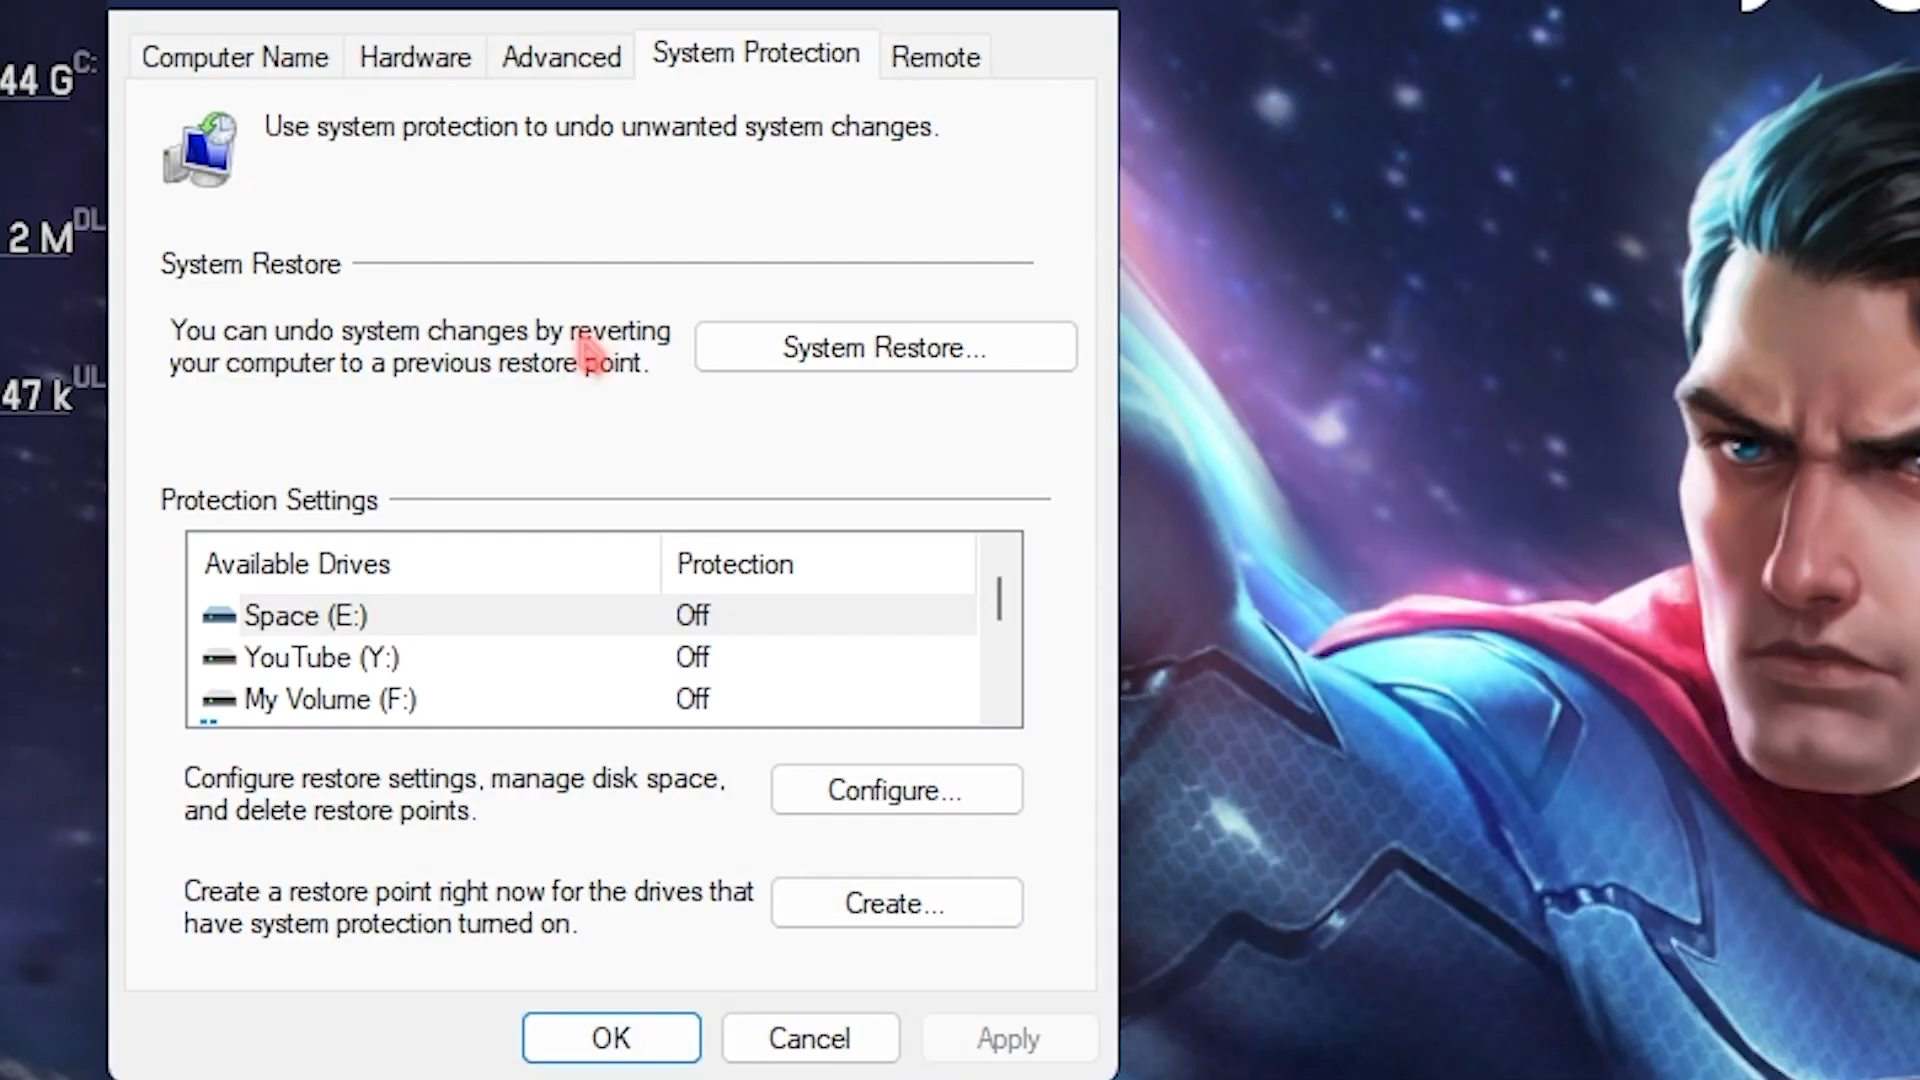 C:
44 G
DL
2 M
UL
47 k
Computer Name
Hardware
Advanced
System Protection
Remote
Use system protection to undo unwanted system changes.
System Restore
You can undo system changes by reverting
your computer to a previous restore point.
System Restore...
Protection Settings
Available Drives Protection
Space (E:) Off
YouTube (Y:) Off
My Volume (F:) Off
Configure restore settings, manage disk space,
and delete restore points.
Configure...
Create a restore point right now for the drives that
have system protection turned on.
Create...
OK
Cancel
Apply